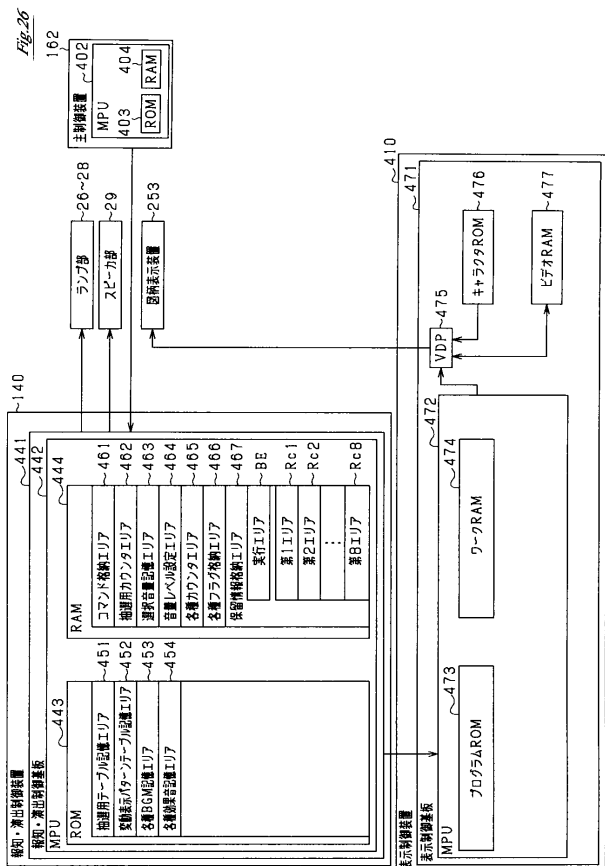 Fig.26
162
主制御装置
402
MPU
403
404
ROM
RAM
ランプ部
26~28
スピーカ部
29
図柄表示装置
253
140
報知・演出制御装置
441
報知・演出制御基板
442
MPU
443
ROM
抽選用テーブル記憶エリア
451
変動表示パターンテーブル記憶エリア
452
各種BGM記憶エリア
453
各種効果音記憶エリア
454
444
RAM
コマンド格納エリア
461
抽選用カウンタエリア
462
選択音量記憶エリア
463
音量レベル設定エリア
464
各種カウンタエリア
465
各種フラグ格納エリア
466
保留情報格納エリア
467
実行エリア
BE
第1エリア
Rc1
第2エリア
Rc2
第8エリア
Rc8
410
表示制御装置
471
表示制御基板
472
MPU
473
プログラムROM
474
ワークRAM
VDP
475
キャラクタROM
476
ビデオRAM
477